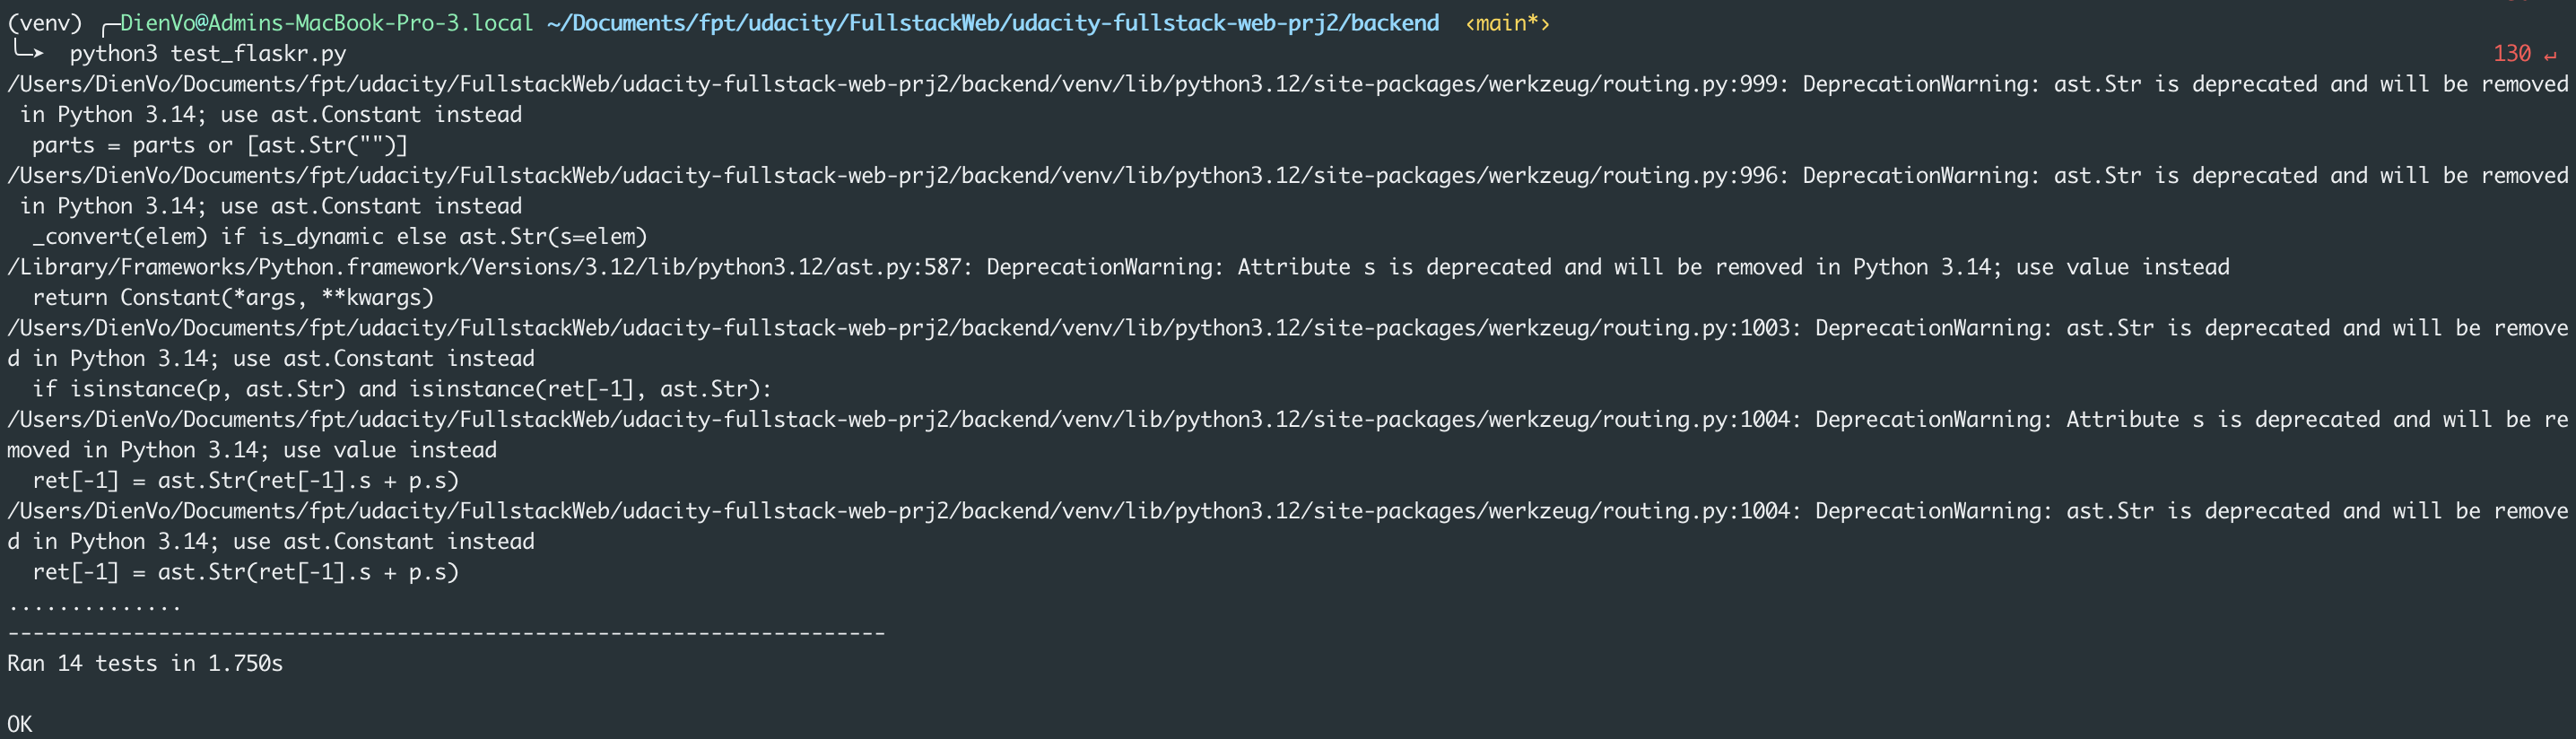 (venv) ╭─DienVo@Admins-MacBook-Pro-3.local ~/Documents/fpt/udacity/FullstackWeb/udacity-fullstack-web-prj2/backend ‹main*›
╰─➤  python3 test_flaskr.py 130 ↵
/Users/DienVo/Documents/fpt/udacity/FullstackWeb/udacity-fullstack-web-prj2/backend/venv/lib/python3.12/site-packages/werkzeug/routing.py:999: DeprecationWarning: ast.Str is deprecated and will be removed
 in Python 3.14; use ast.Constant instead
  parts = parts or [ast.Str("")]
/Users/DienVo/Documents/fpt/udacity/FullstackWeb/udacity-fullstack-web-prj2/backend/venv/lib/python3.12/site-packages/werkzeug/routing.py:996: DeprecationWarning: ast.Str is deprecated and will be removed
 in Python 3.14; use ast.Constant instead
  _convert(elem) if is_dynamic else ast.Str(s=elem)
/Library/Frameworks/Python.framework/Versions/3.12/lib/python3.12/ast.py:587: DeprecationWarning: Attribute s is deprecated and will be removed in Python 3.14; use value instead
  return Constant(*args, **kwargs)
/Users/DienVo/Documents/fpt/udacity/FullstackWeb/udacity-fullstack-web-prj2/backend/venv/lib/python3.12/site-packages/werkzeug/routing.py:1003: DeprecationWarning: ast.Str is deprecated and will be remove
d in Python 3.14; use ast.Constant instead
  if isinstance(p, ast.Str) and isinstance(ret[-1], ast.Str):
/Users/DienVo/Documents/fpt/udacity/FullstackWeb/udacity-fullstack-web-prj2/backend/venv/lib/python3.12/site-packages/werkzeug/routing.py:1004: DeprecationWarning: Attribute s is deprecated and will be re
moved in Python 3.14; use value instead
  ret[-1] = ast.Str(ret[-1].s + p.s)
/Users/DienVo/Documents/fpt/udacity/FullstackWeb/udacity-fullstack-web-prj2/backend/venv/lib/python3.12/site-packages/werkzeug/routing.py:1004: DeprecationWarning: ast.Str is deprecated and will be remove
d in Python 3.14; use ast.Constant instead
  ret[-1] = ast.Str(ret[-1].s + p.s)
..............
----------------------------------------------------------------------
Ran 14 tests in 1.750s

OK